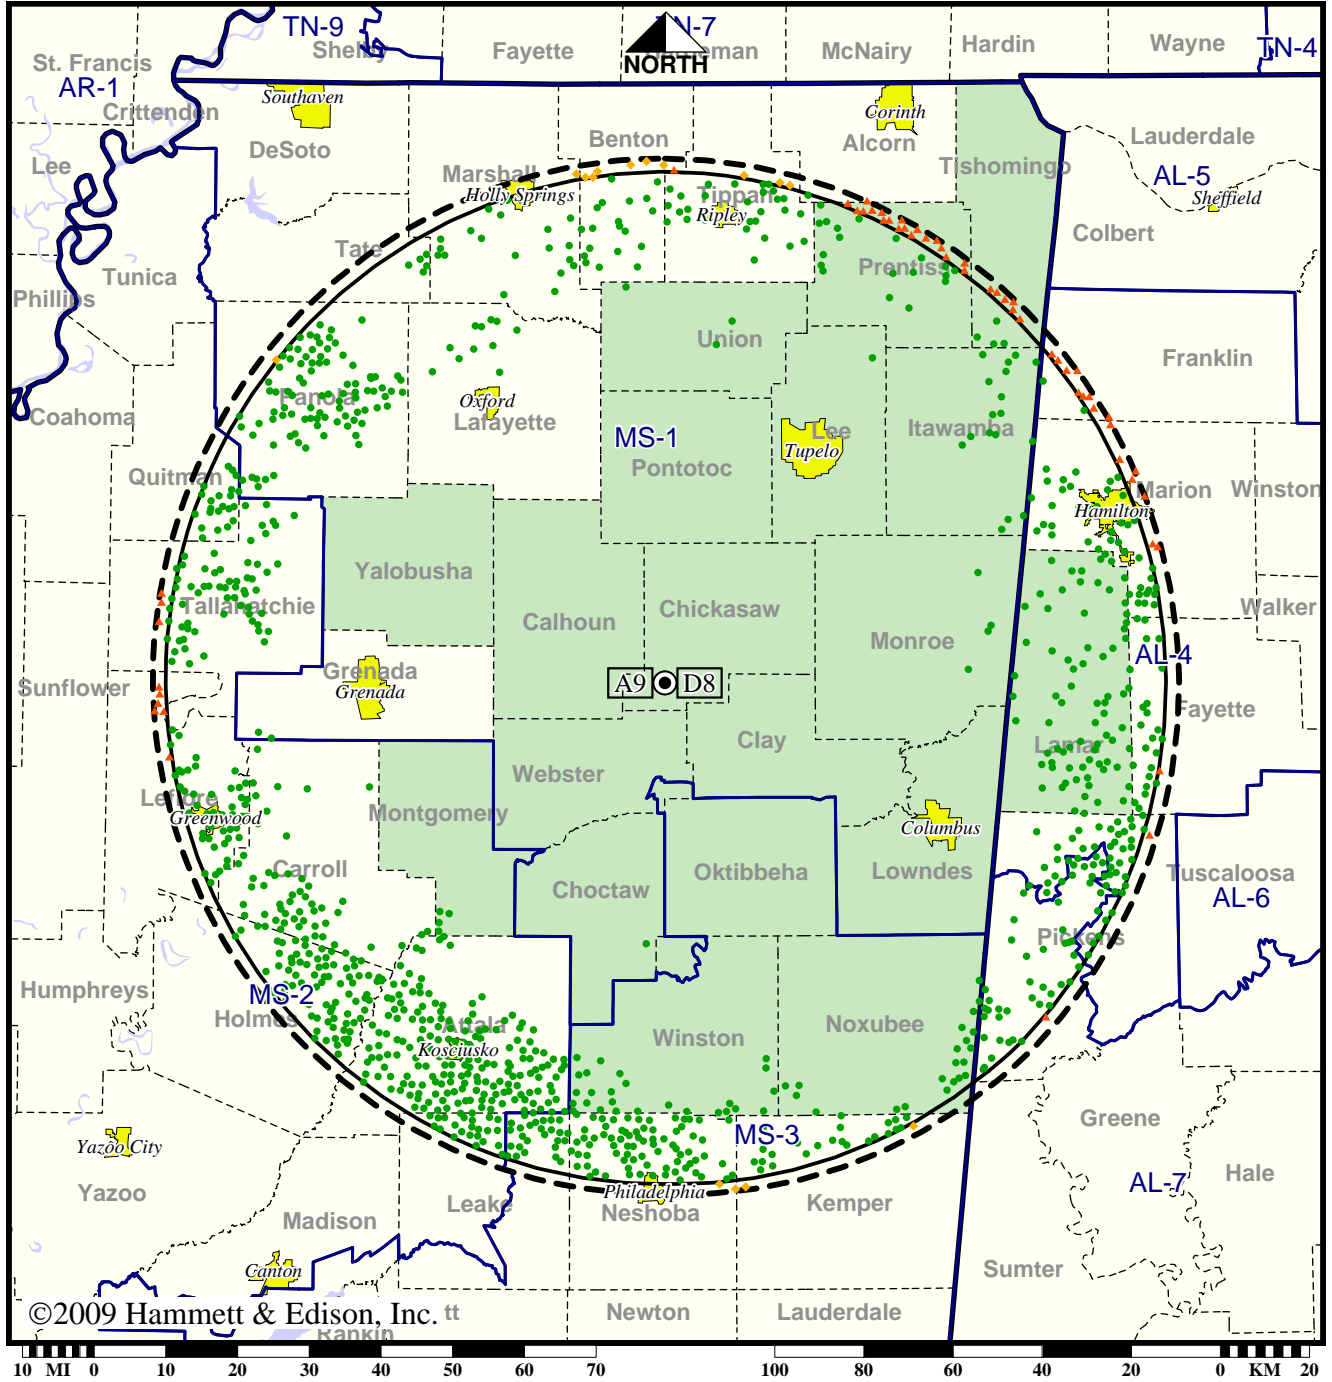 TN-9
TN-7
Hardin
Wayne
TN-4
St. Francis
Shelby
Fayette
McNairy
NORTH
AR-1
Southaven
Crittenden
Corinth
DeSoto
Benton
Alcorn
Lauderdale
Lee
Marshall
Tishomingo
AL-5
Holly Springs
Tippah
Sheffield
Ripley
Colbert
Tate
Tunica
Prentiss
Phillips
Union
Franklin
Panola
Oxford
Coahoma
Lafayette
MS-1
Lee
Itawamba
Tupelo
Pontotoc
Quitman
Marion
Winston
Hamilton
Yalobusha
Tallahatchie
Calhoun
Chickasaw
Walker
Monroe
AL-4
Grenada
Sunflower
Grenada
A9
D8
Fayette
Clay
Lamar
Webster
Leflore
Greenwood
Montgomery
Columbus
Carroll
Choctaw
Oktibbeha
Lowndes
Tuscaloosa
AL-6
Pickens
Humphreys
MS-2
Holmes
Attala
Noxubee
Winston
Kosciusko
Greene
MS-3
Yazoo City
Hale
AL-7
Yazoo
Philadelphia
Leake
Neshoba
Kemper
Madison
Canton
Sumter
©2009 Hammett & Edison, Inc.
tt
Newton
Lauderdale
Rankin
10 MI 0 10 20 30 40 50 60 70 100 80 60 40 20 0 KM 20